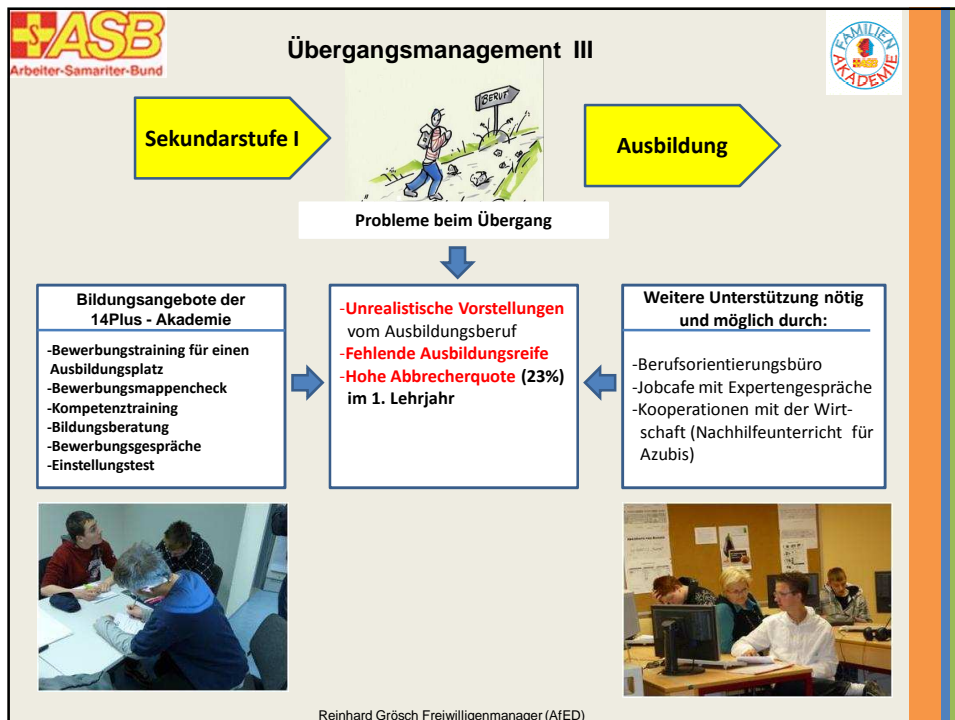 ASB
Arbeiter-Samariter-Bund
Übergangsmanagement III
FAMILIEN
AKADEMIE
ASB
Sekundarstufe I
BERUF
Ausbildung
Probleme beim Übergang
Bildungsangebote der
14Plus - Akademie
-Bewerbungstraining für einen
Ausbildungsplatz
-Bewerbungsmappencheck
-Kompetenztraining
-Bildungsberatung
-Bewerbungsgespräche
-Einstellungstest
-Unrealistische Vorstellungen
vom Ausbildungsberuf
-Fehlende Ausbildungsreife
-Hohe Abbrecherquote (23%)
im 1. Lehrjahr
Weitere Unterstützung nötig
und möglich durch:
-Berufsorientierungsbüro
-Jobcafe mit Expertengespräche
-Kooperationen mit der Wirt-
schaft (Nachhilfeunterricht für
Azubis)
Reinhard Grösch Freiwilligenmanager (AfED)